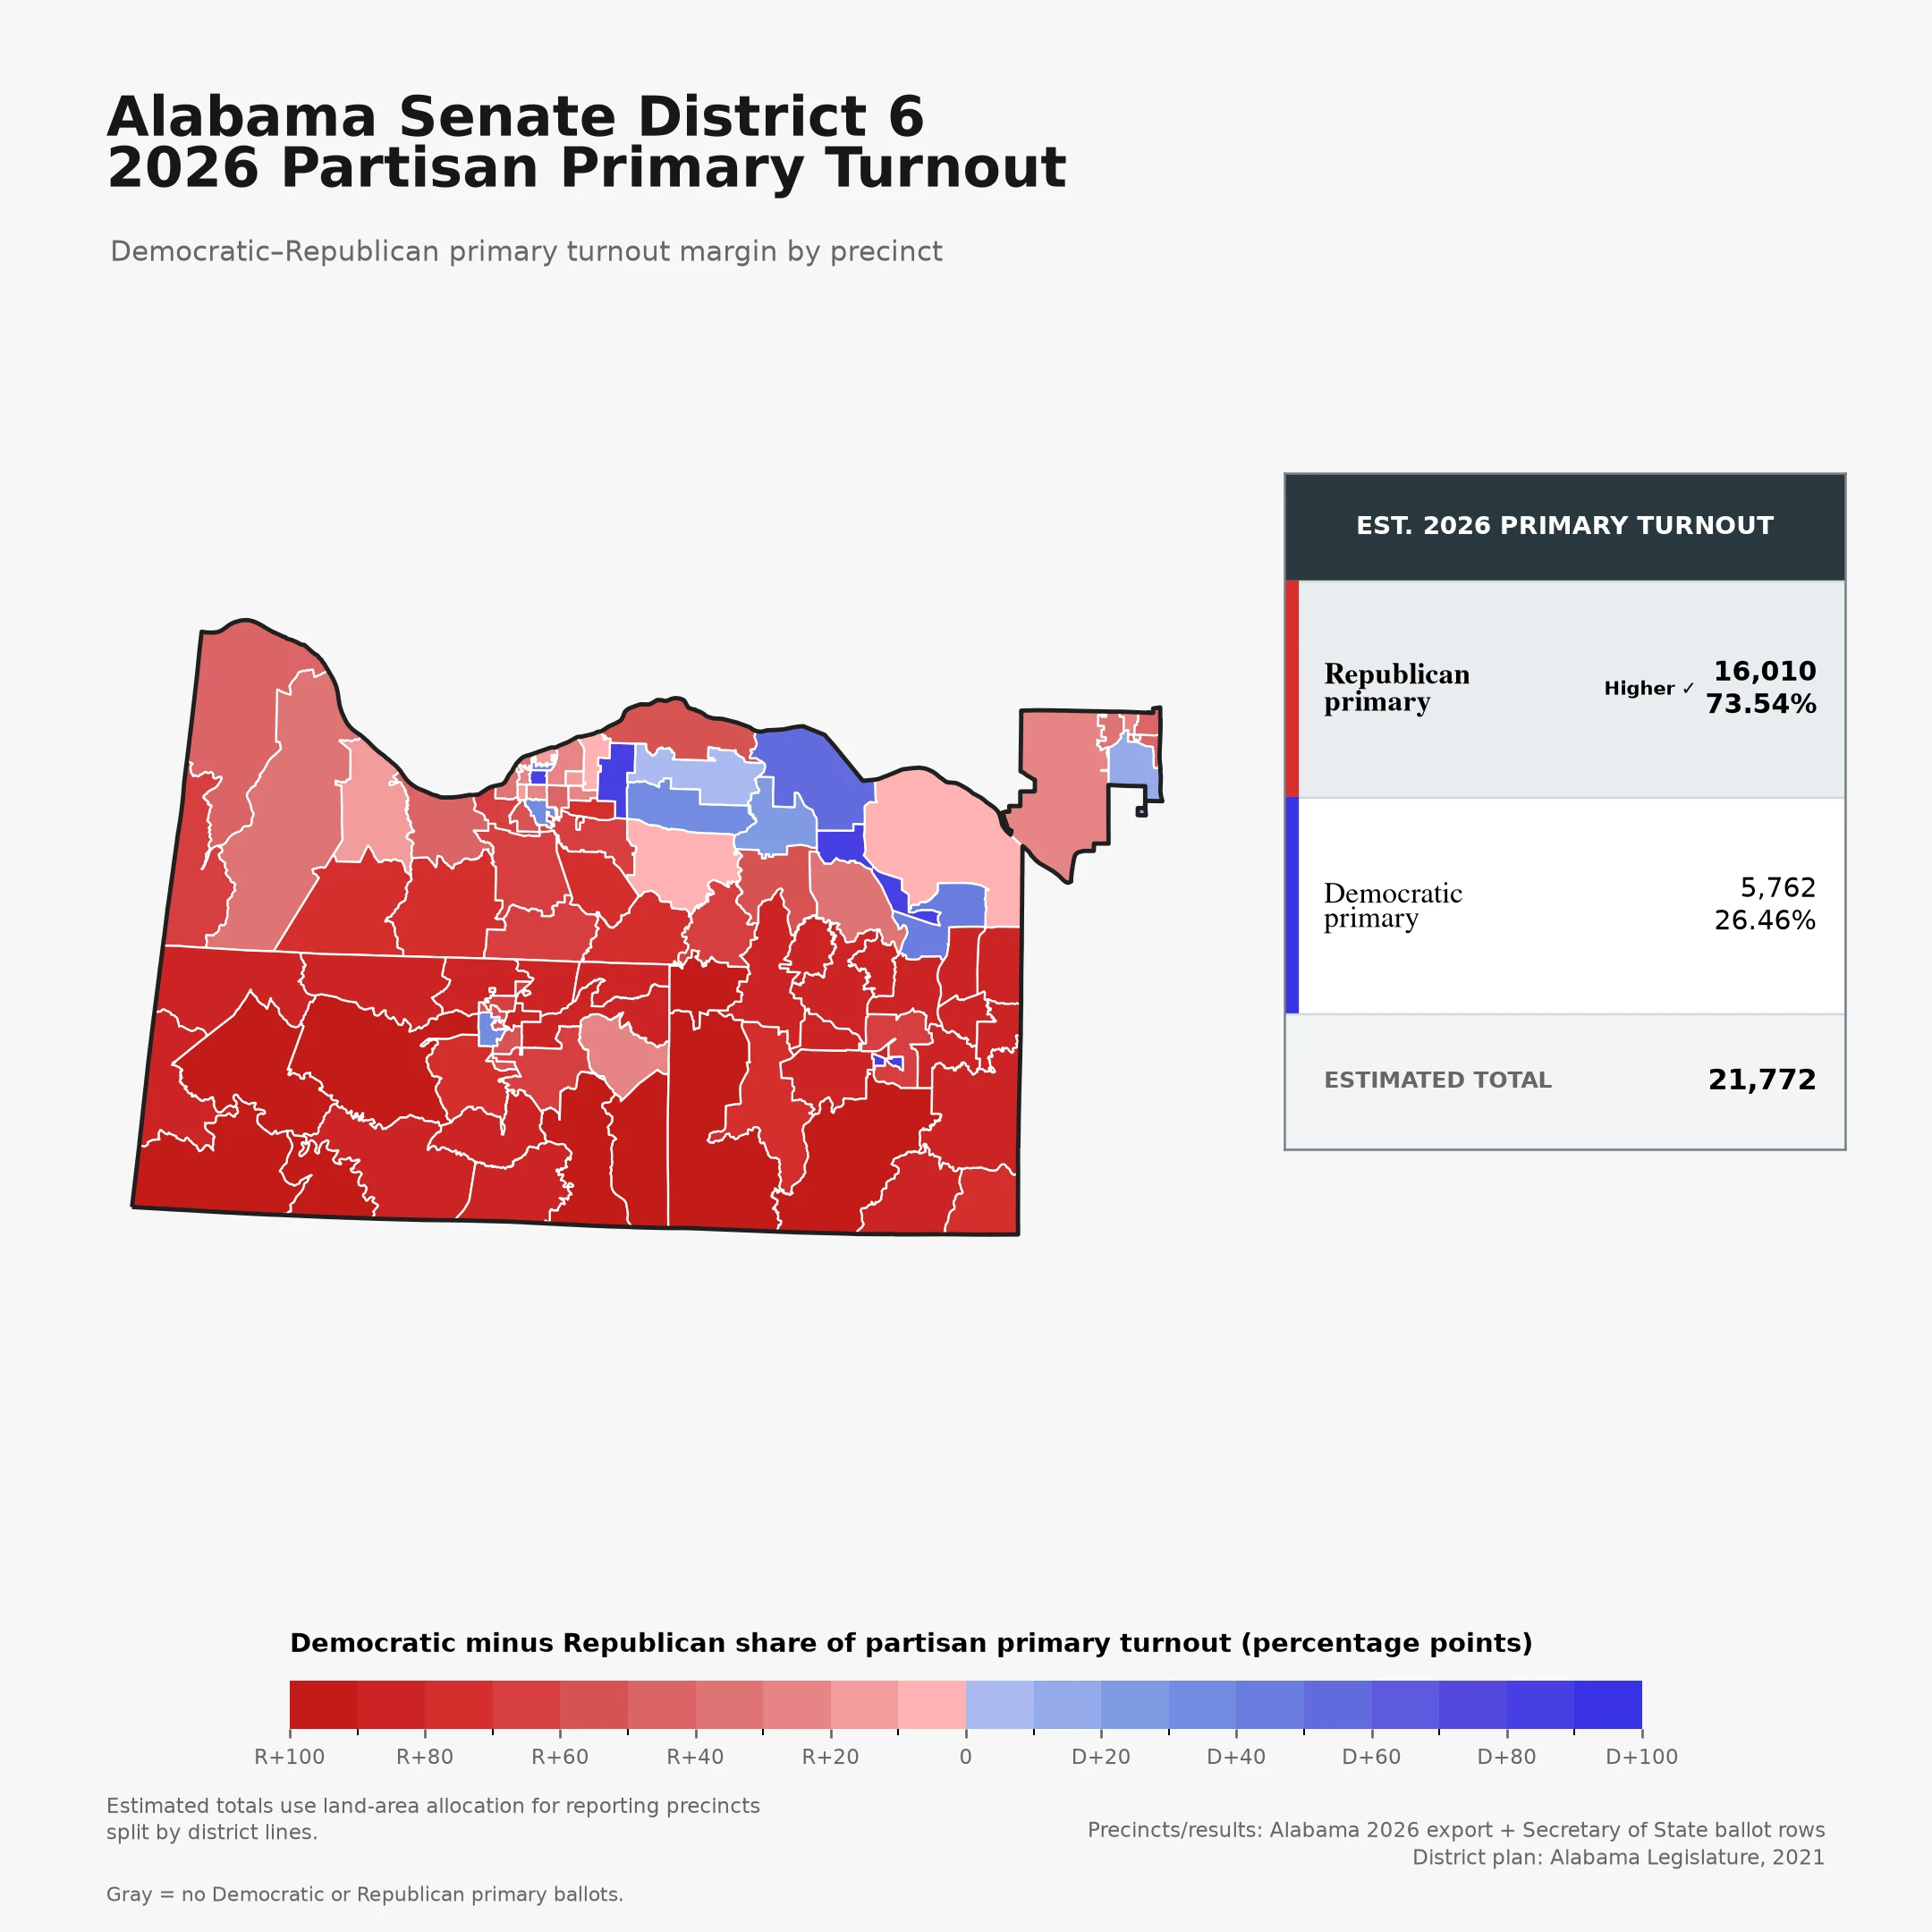 Alabama Senate District 6
2026 Partisan Primary Turnout
Democratic–Republican primary turnout margin by precinct
EST. 2026 PRIMARY TURNOUT
Republican
primary
Higher ✓
16,010
73.54%
Democratic
primary
5,762
26.46%
ESTIMATED TOTAL
21,772
Democratic minus Republican share of partisan primary turnout (percentage points)
R+100 R+80 R+60 R+40 R+20 0 D+20 D+40 D+60 D+80 D+100
Estimated totals use land-area allocation for reporting precincts
split by district lines.
Gray = no Democratic or Republican primary ballots.
Precincts/results: Alabama 2026 export + Secretary of State ballot rows
District plan: Alabama Legislature, 2021